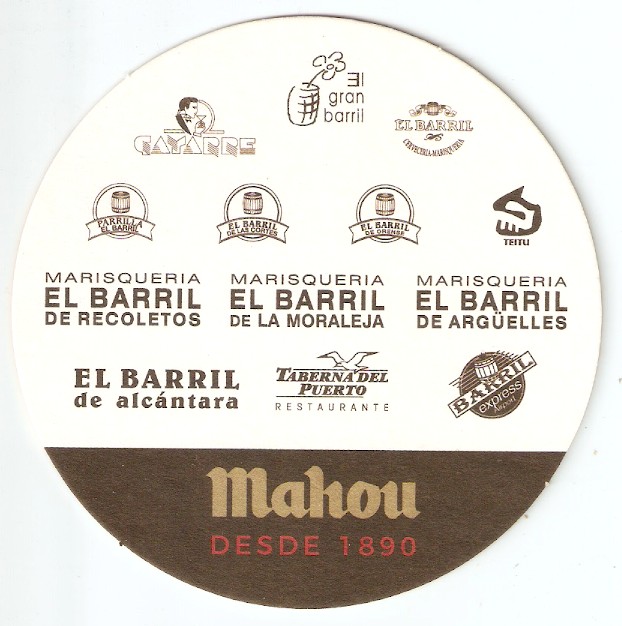 El
gran
barril
GAYARRE
EL BARRIL
CERVECERIA-MARISQUERIA
PARRILLA
EL BARRIL
EL BARRIL
DE LAS CORTES
EL BARRIL
DE ORENSE
TEITU
MARISQUERIA
EL BARRIL
DE RECOLETOS
MARISQUERIA
EL BARRIL
DE LA MORALEJA
MARISQUERIA
EL BARRIL
DE ARGÜELLES
EL BARRIL
de alcántara
TABERNA DEL
PUERTO
RESTAURANTE
BARRIL
express
Mahou
DESDE 1890